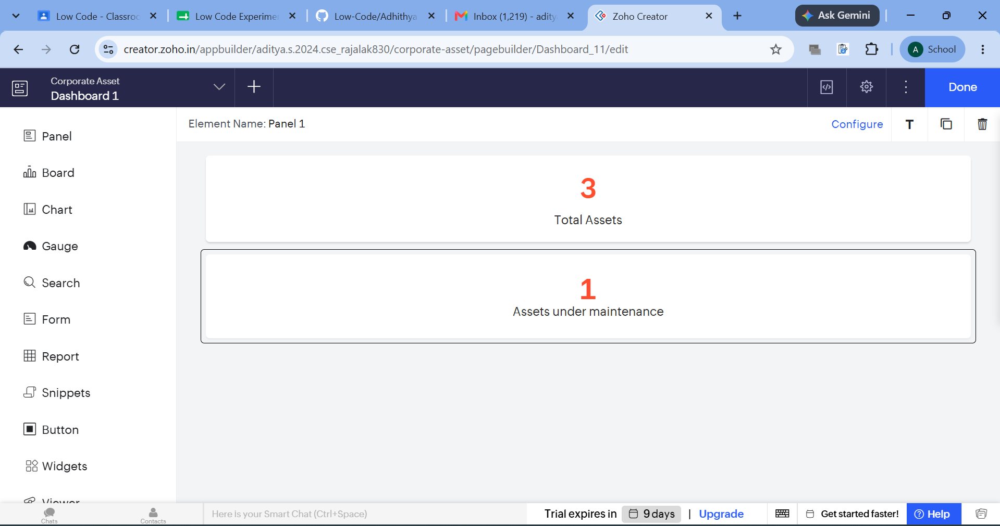 Low Code - Classroo
Low Code Experimen
Low-Code/Adhithya
Inbox (1,219) - adity
Zoho Creator
Ask Gemini
creator.zoho.in/appbuilder/aditya.s.2024.cse_rajalak830/corporate-asset/pagebuilder/Dashboard_11/edit
A School
Corporate Asset
Dashboard 1
Done
Element Name: Panel 1
Configure
T
Panel
Board
Chart
Gauge
Search
Form
Report
Snippets
Button
Widgets
Viewer
3
Total Assets
1
Assets under maintenance
Chats
Contacts
Here is your Smart Chat (Ctrl+Space)
Trial expires in 9 days | Upgrade
Get started faster!
Help